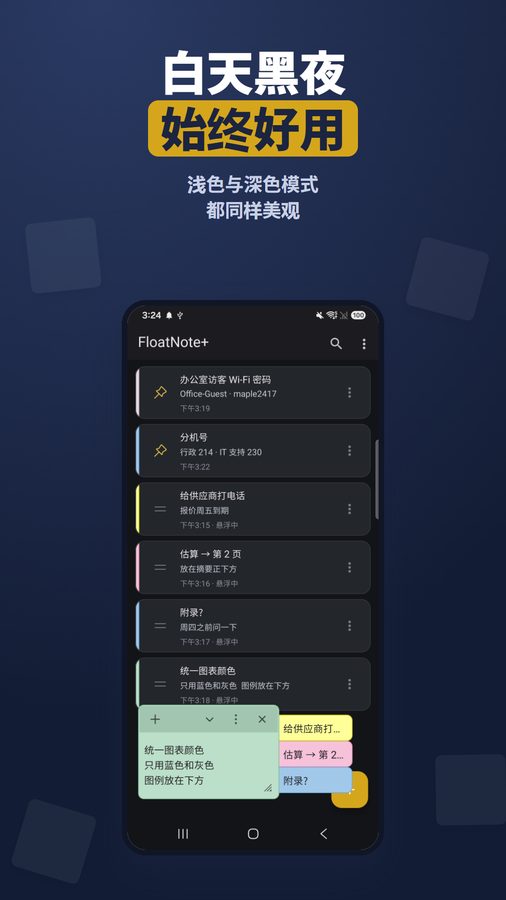 白天黑夜
始终好用
浅色与深色模式
都同样美观
3:24
100
FloatNote+
办公室访客 Wi-Fi 密码
Office-Guest · maple2417
下午3:19
分机号
行政 214 · IT 支持 230
下午3:22
给供应商打电话
报价周五到期
下午3:15 · 悬浮中
估算 → 第 2 页
放在摘要正下方
下午3:16 · 悬浮中
附录？
周四之前问一下
下午3:17 · 悬浮中
统一图表颜色
只用蓝色和灰色 图例放在下方
下午3:18 · 悬浮中
统一图表颜色
只用蓝色和灰色
图例放在下方
给供应商打...
估算 → 第 2...
附录？